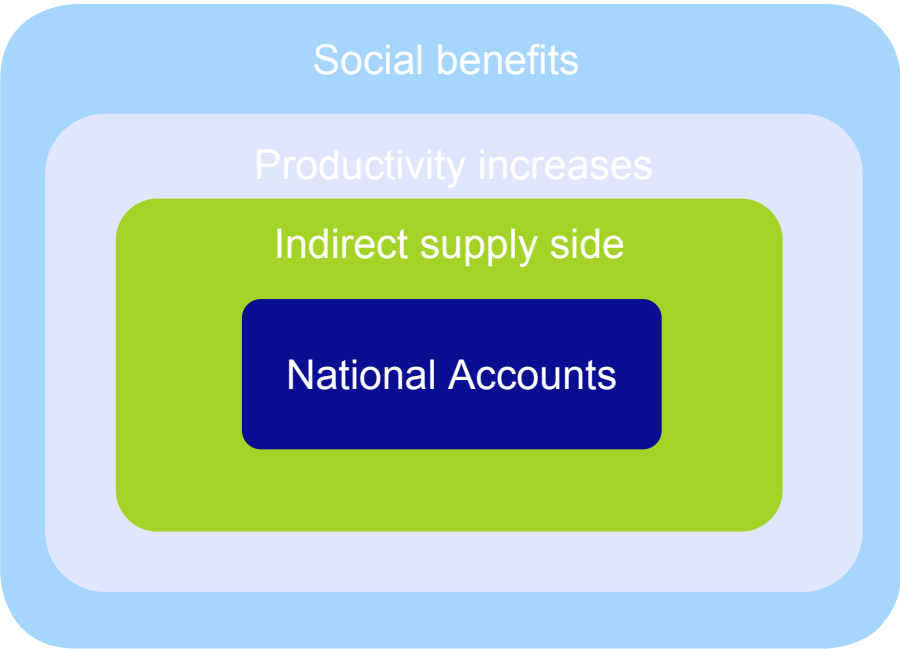 Social benefits
Productivity increases
Indirect supply side
National Accounts